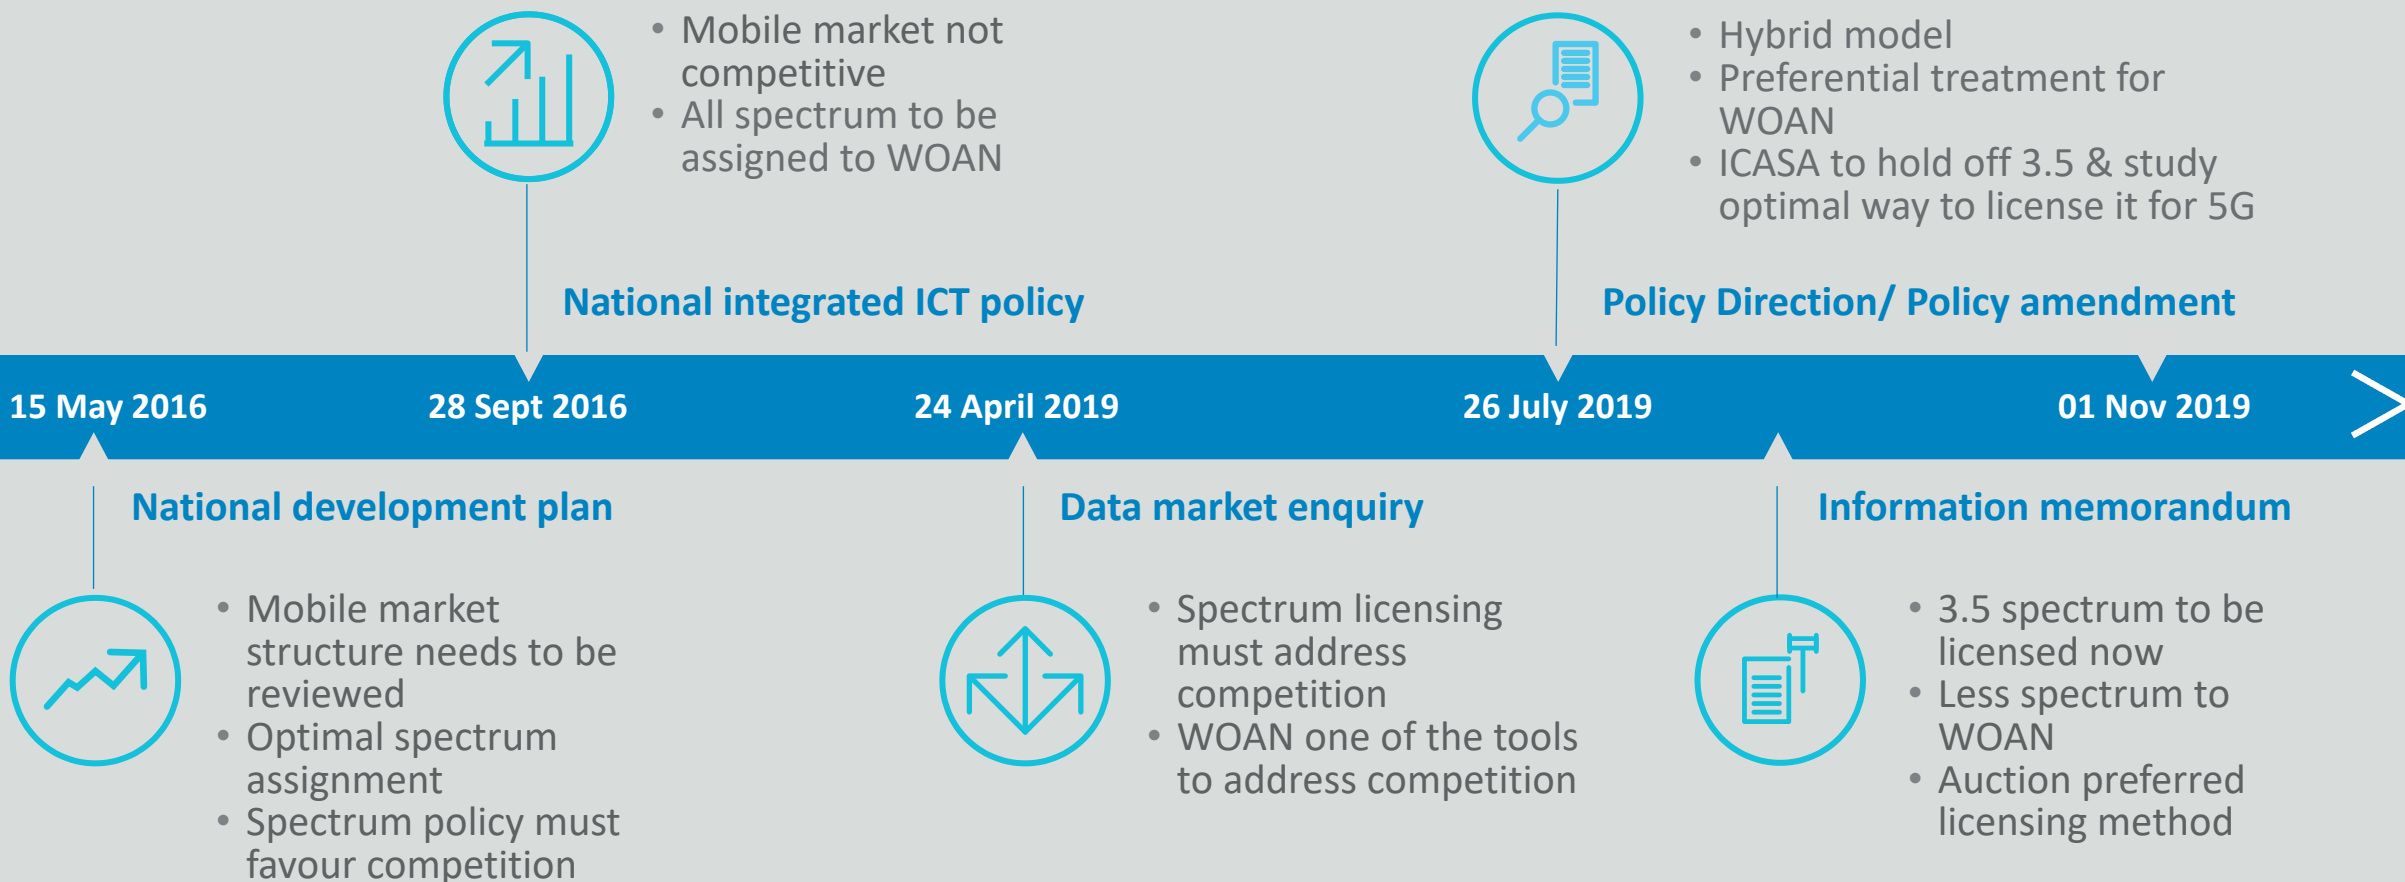 • Mobile market not
competitive
• All spectrum to be
assigned to WOAN
National integrated ICT policy
• Hybrid model
• Preferential treatment for
WOAN
• ICASA to hold off 3.5 & study
optimal way to license it for 5G
Policy Direction/ Policy amendment
15 May 2016
28 Sept 2016
24 April 2019
26 July 2019
01 Nov 2019
National development plan
• Mobile market
structure needs to be
reviewed
• Optimal spectrum
assignment
• Spectrum policy must
favour competition
Data market enquiry
• Spectrum licensing
must address
competition
• WOAN one of the tools
to address competition
Information memorandum
• 3.5 spectrum to be
licensed now
• Less spectrum to
WOAN
• Auction preferred
licensing method